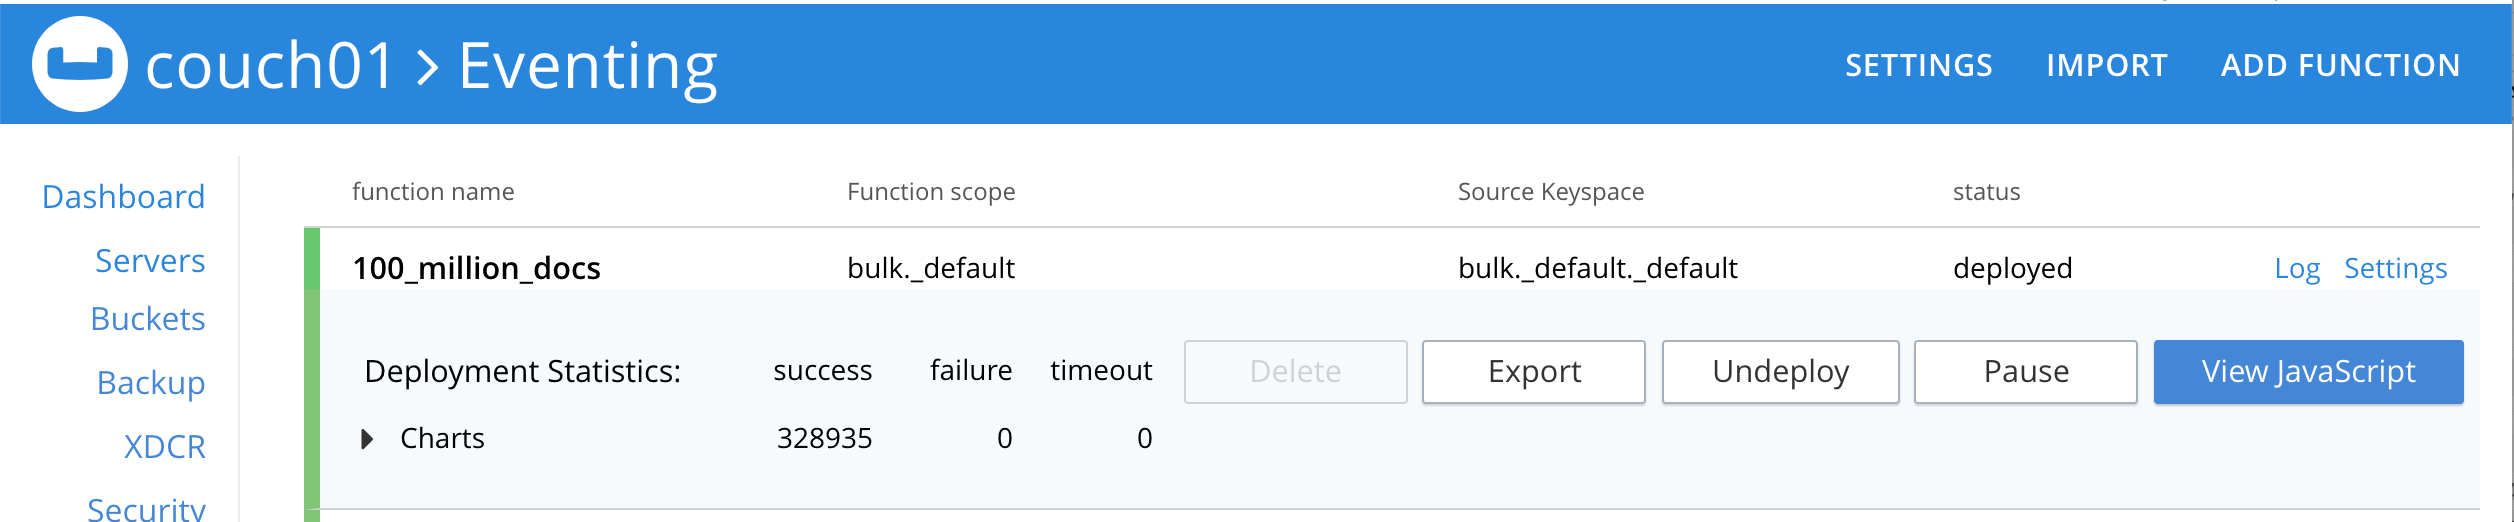 couch01 > Eventing
SETTINGS IMPORT ADD FUNCTION
Dashboard
Servers
Buckets
Backup
XDCR
Security
function name Function scope Source Keyspace status
100_million_docs bulk._default bulk._default._default deployed Log Settings
Deployment Statistics: success failure timeout Delete Export Undeploy Pause View JavaScript
Charts 328935 0 0